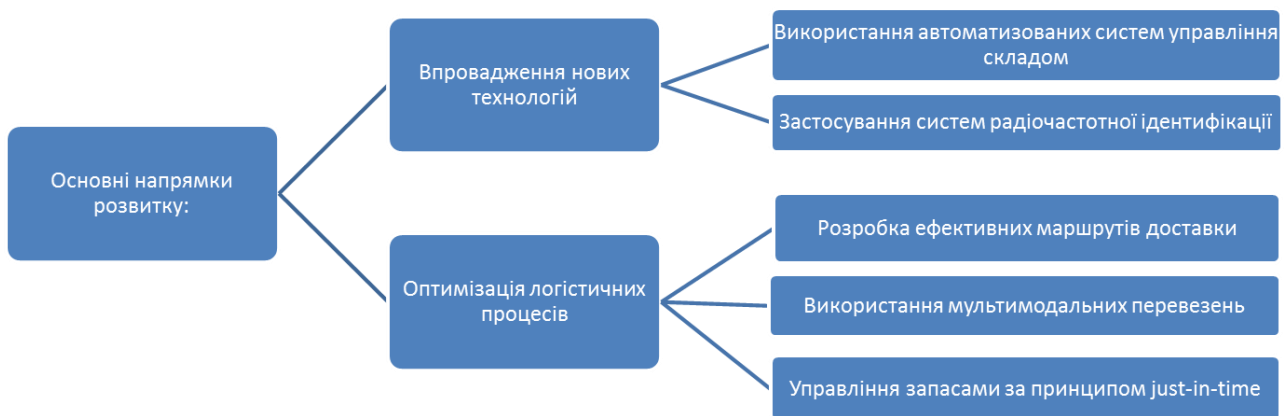 Основні напрямки
розвитку:
Впровадження нових
технологій
Використання автоматизованих систем управління
складом
Застосування систем радіочастотної ідентифікації
Оптимізація логістичних
процесів
Розробка ефективних маршрутів доставки
Використання мультимодальних перевезень
Управління запасами за принципом just-in-time